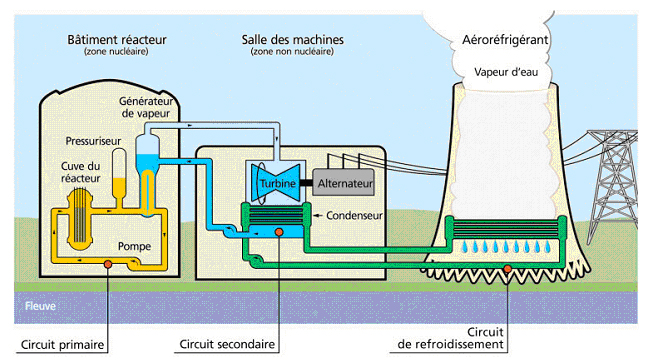 Bâtiment réacteur
(zone nucléaire)
Salle des machines
(zone non nucléaire)
Aéroréfrigérant
Vapeur d'eau
Générateur
de vapeur
Pressuriseur
Cuve du
réacteur
Turbine
Alternateur
Condenseur
Pompe
Fleuve
Circuit primaire
Circuit secondaire
Circuit
de refroidissement